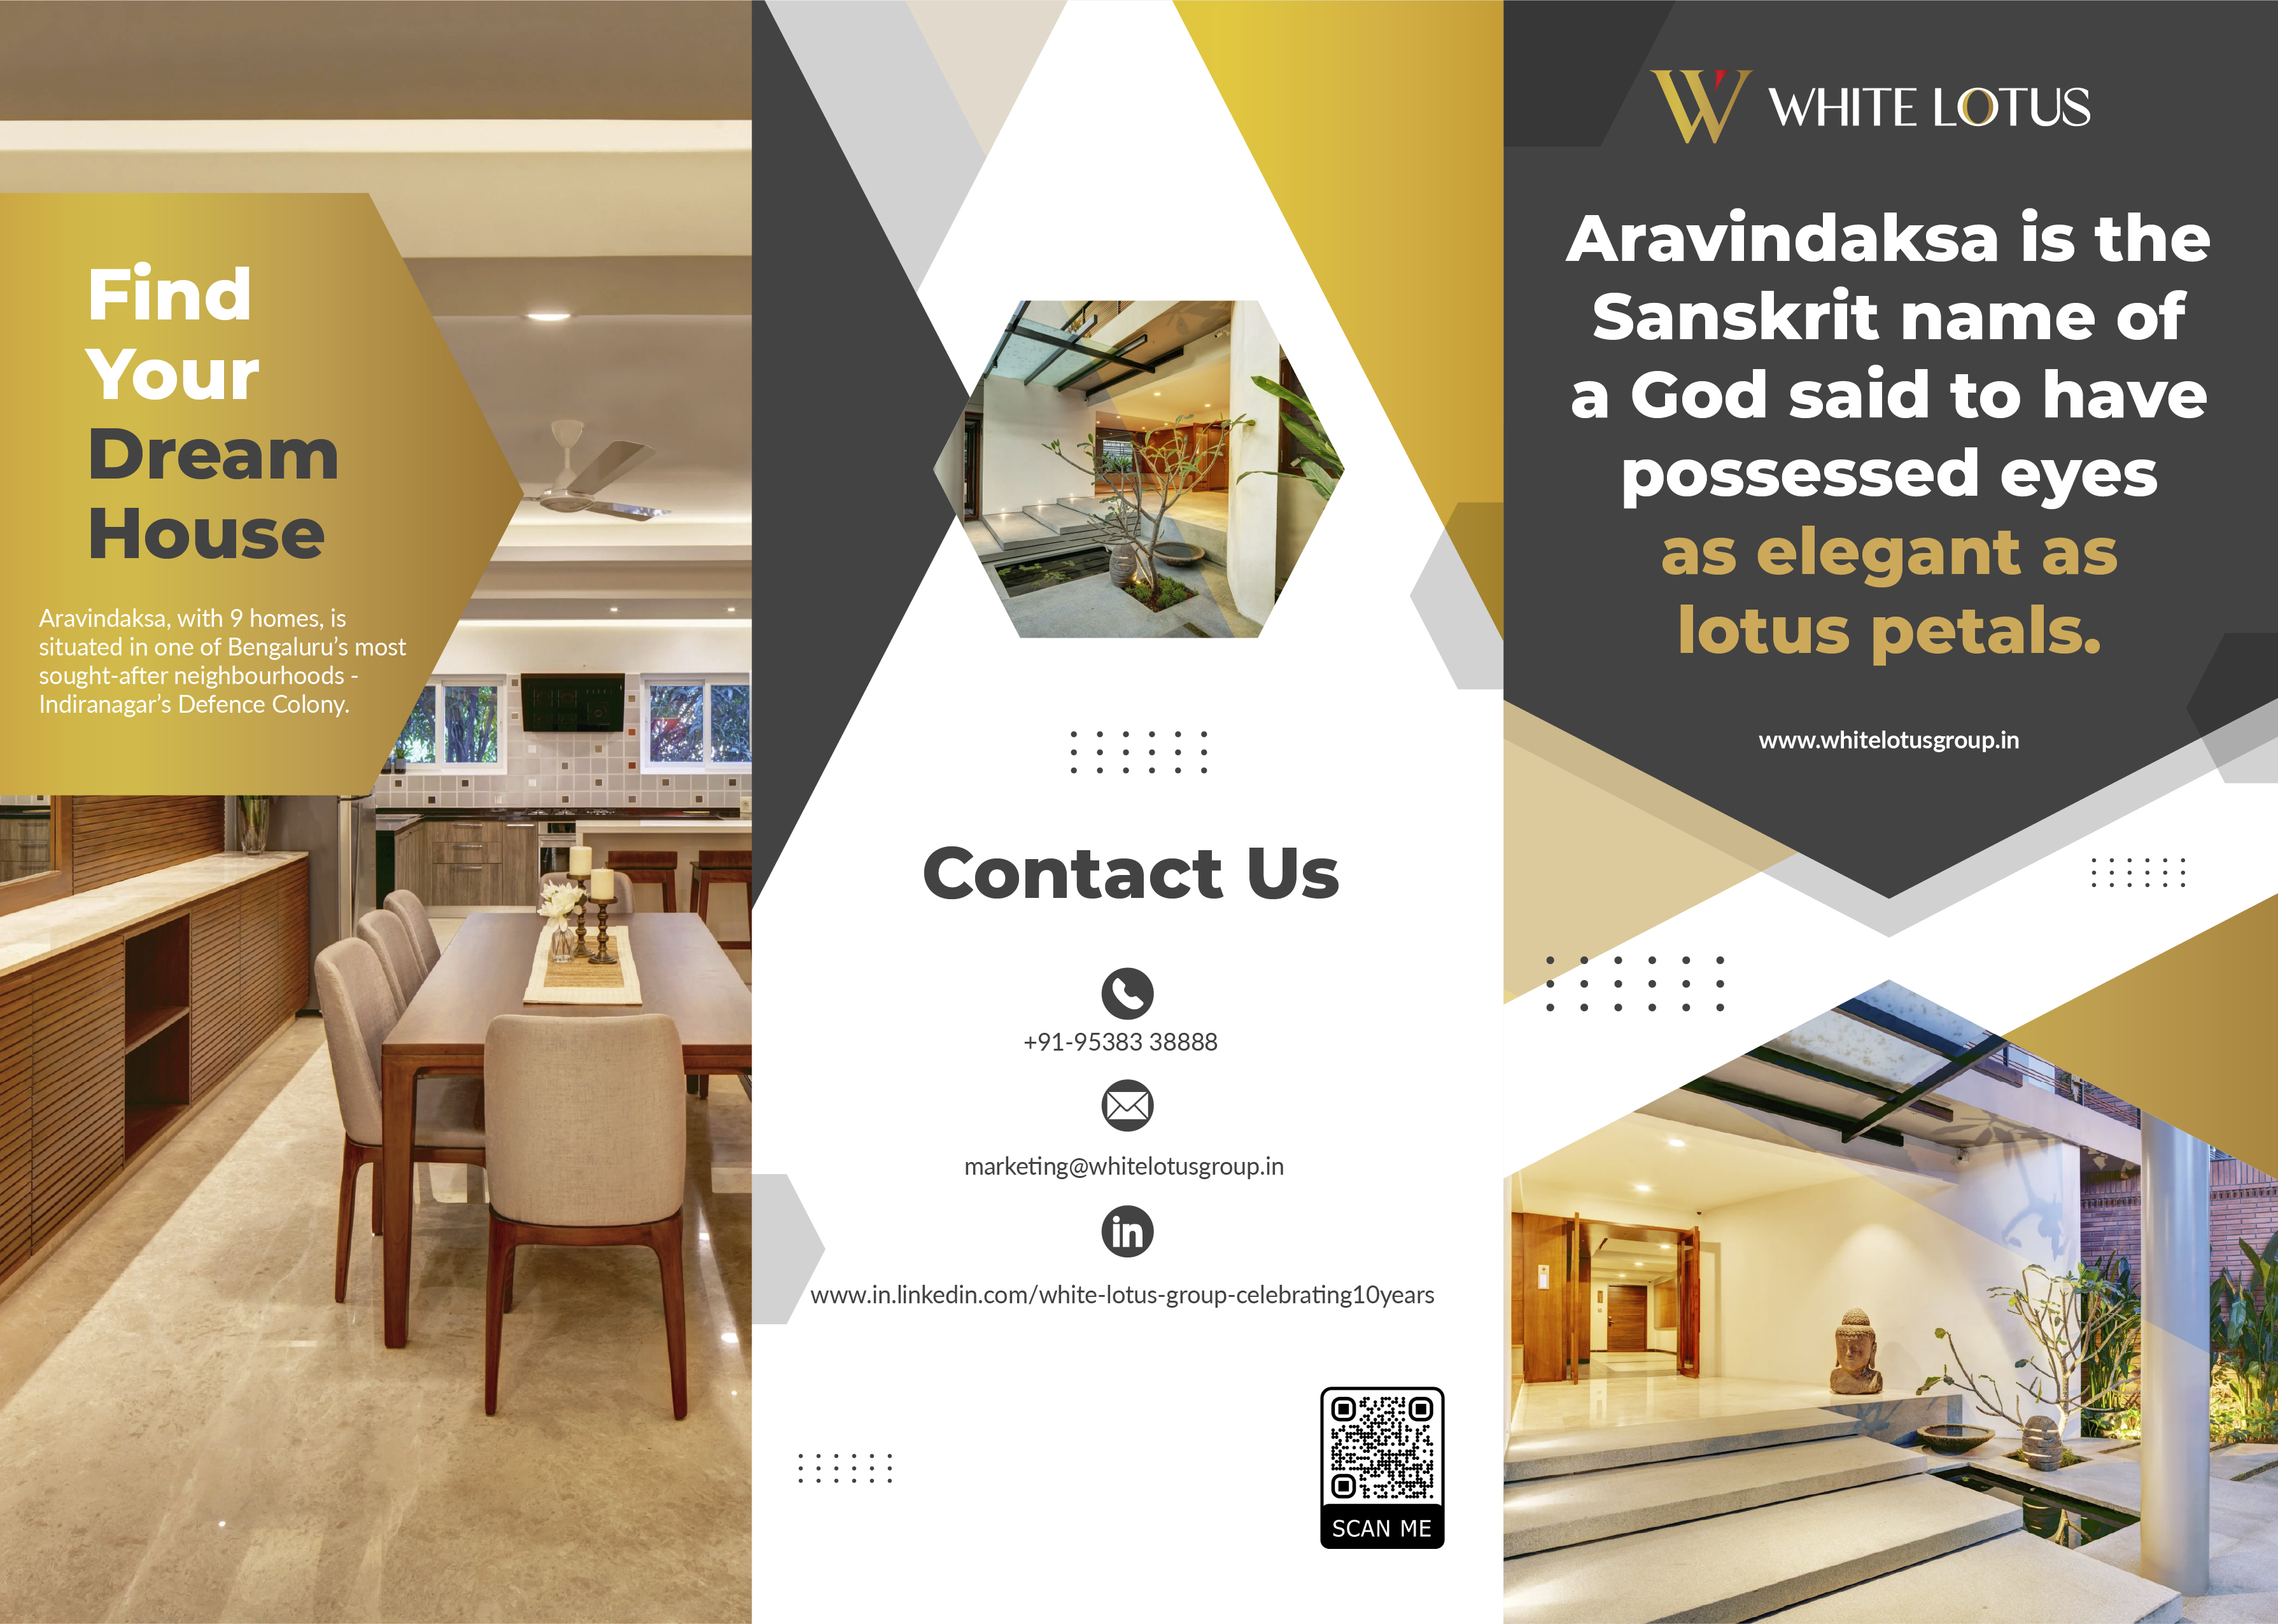 Find
Your
Dream
House
Aravindaksa, with 9 homes, is
situated in one of Bengaluru’s most
sought-after neighbourhoods -
Indiranagar’s Defence Colony.
Contact Us
+91-95383 38888
marketing@whitelotusgroup.in
in
www.in.linkedin.com/white-lotus-group-celebrating10years
SCAN ME
W WHITE LOTUS
Aravindaksa is the
Sanskrit name of
a God said to have
possessed eyes
as elegant as
lotus petals.
www.whitelotusgroup.in